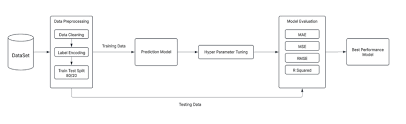 DataSet
Data Preprocessing
Data Cleaning
Label Encoding
Train Test Split
80/20
Training Data
Prediction Model
Hyper Parameter Tuning
Model Evaluation
MAE
MSE
RMSE
R Squared
Best Performance
Model
Testing Data